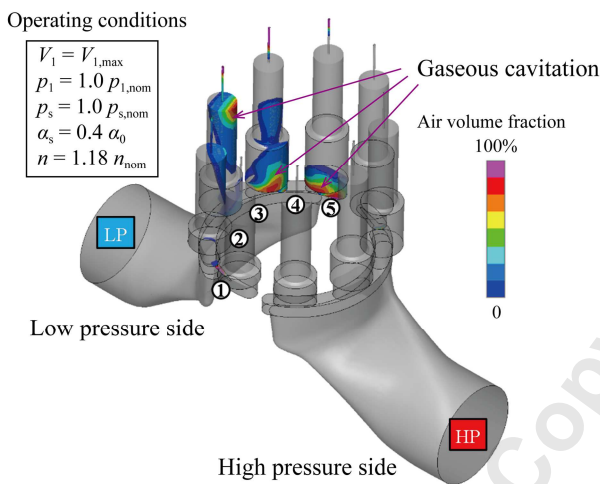 Operating conditions
V₁ = V₁,max
p₁ = 1.0 p₁,nom
pₛ = 1.0 pₛ,nom
αₛ = 0.4 α₀
n = 1.18 nnom
Gaseous cavitation
Air volume fraction
100%
0
LP
①
②
③
④
⑤
Low pressure side
HP
High pressure side
Cop